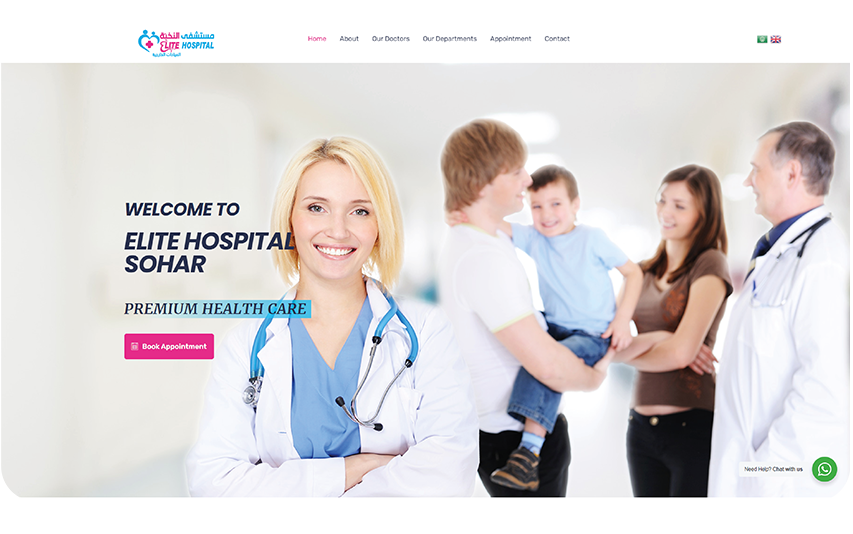 مستشفى النخبة
ELITE HOSPITAL
Home
About
Our Doctors
Our Departments
Appointment
Contact
WELCOME TO
ELITE HOSPITAL
SOHAR
PREMIUM HEALTH CARE
Book Appointment
Need Help? Chat with us